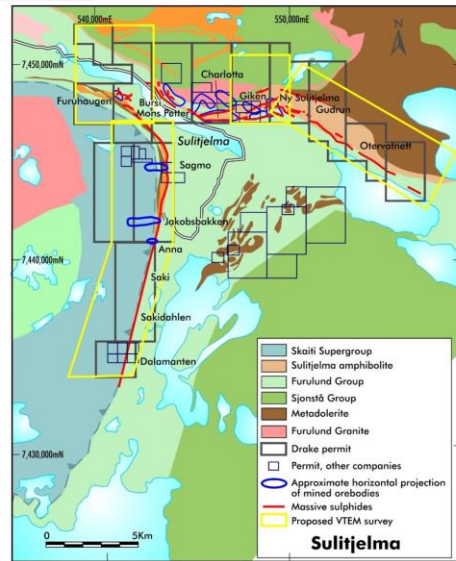 540,000mE
550,000mE
N
7,450,000mN
Charlotta
Furuhaugen
Bursi
Mons Petter
Giken
Ny Sulitjelma
Gudrun
Sulitjelma
Otervatnett
Sagmo
Jakobsbakken
Anna
7,440,000mN
Saki
Sakidahlen
Dalamanten
7,430,000mN
0
5Km
Skaiti Supergroup
Sulitjelma amphibolite
Furulund Group
Sjonstå Group
Metadolerite
Furulund Granite
Drake permit
Permit, other companies
Approximate horizontal projection
of mined orebodies
Massive sulphides
Proposed VTEM survey
Sulitjelma